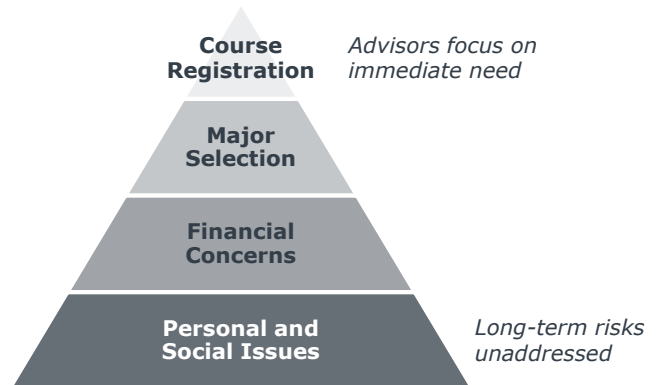 Course
Registration
Advisors focus on
immediate need
Major
Selection
Financial
Concerns
Personal and
Social Issues
Long-term risks
unaddressed